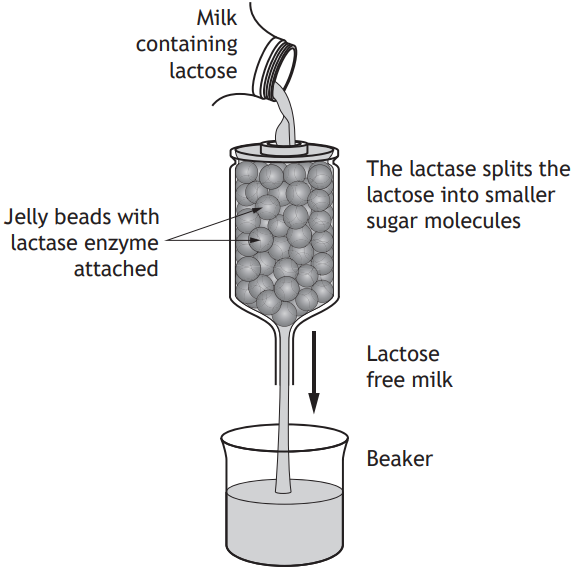 Milk
containing
lactose
The lactase splits the
lactose into smaller
sugar molecules
Jelly beads with
lactase enzyme
attached
Lactose
free milk
Beaker